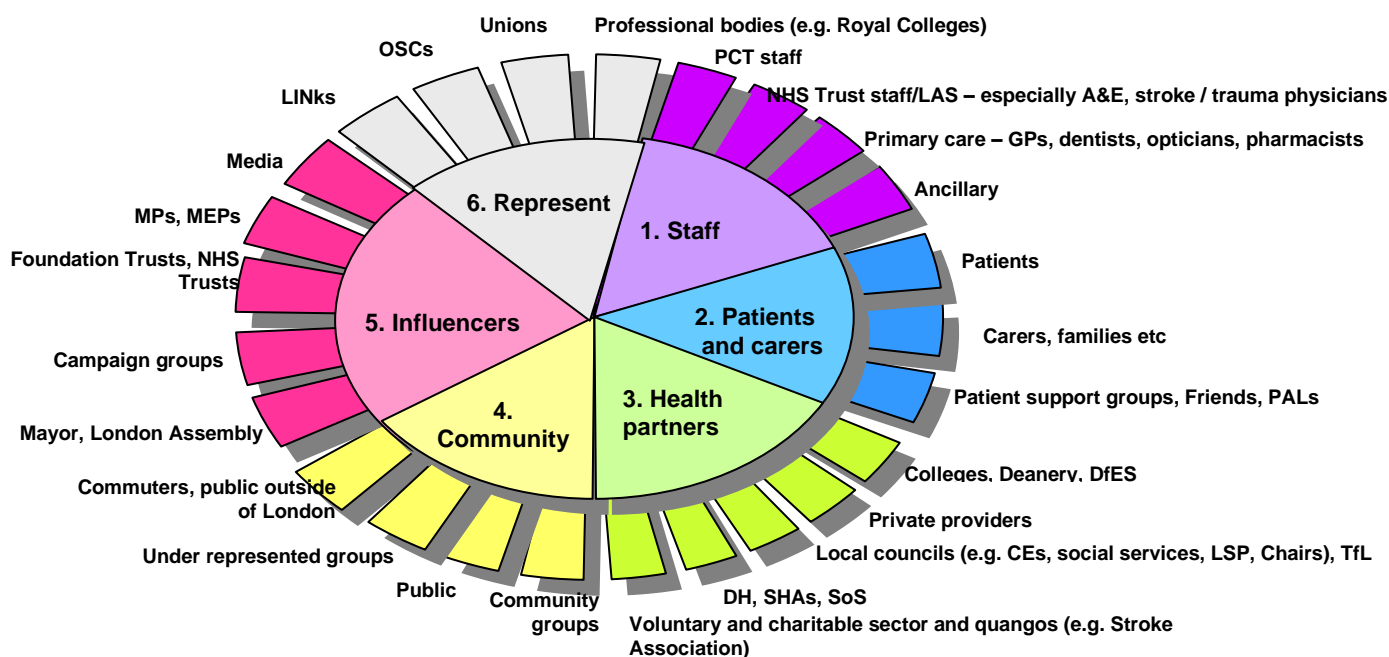 Unions
Professional bodies (e.g. Royal Colleges)
OSCs
PCT staff
LINks
NHS Trust staff/LAS – especially A&E, stroke / trauma physicians
Media
Primary care – GPs, dentists, opticians, pharmacists
Ancillary
6. Represent
1. Staff
MPs, MEPs
Foundation Trusts, NHS
Trusts
Patients
5. Influencers
2. Patients
and carers
Carers, families etc
Campaign groups
Patient support groups, Friends, PALs
4.
Community
3. Health
partners
Mayor, London Assembly
Colleges, Deanery, DfES
Commuters, public outside
of London
Private providers
Under represented groups
Local councils (e.g. CEs, social services, LSP, Chairs), TfL
Public
Community
groups
DH, SHAs, SoS
Voluntary and charitable sector and quangos (e.g. Stroke
Association)